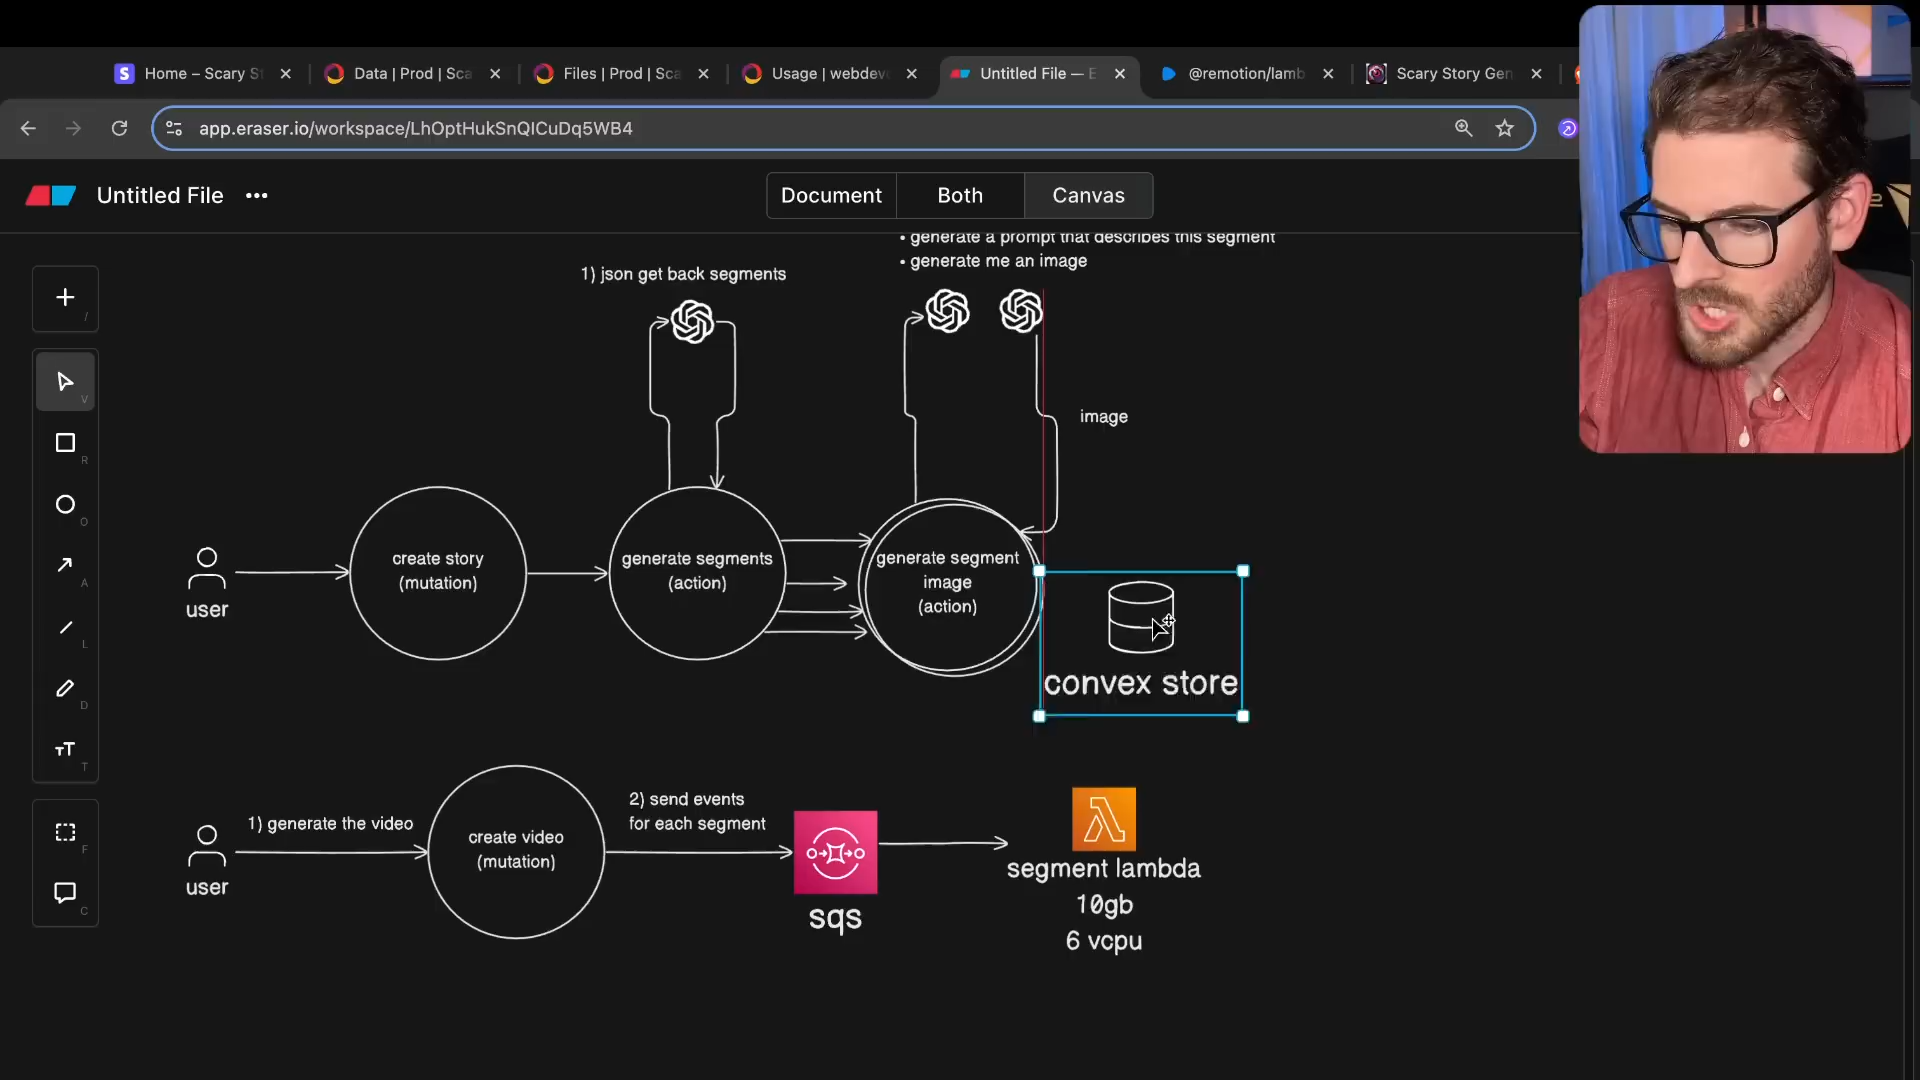 Home – Scary S
Data | Prod | Sca
Files | Prod | Sca
Usage | webdev
Untitled File — E
@remotion/lamb
Scary Story Gen
app.eraser.io/workspace/LhOptHukSnQICuDq5WB4
Untitled File
Document
Both
Canvas
• generate a prompt that describes this segment
• generate me an image
1) json get back segments
image
create story
(mutation)
generate segments
(action)
generate segment
image
(action)
user
convex store
1) generate the video
create video
(mutation)
2) send events
for each segment
user
sqs
segment lambda
10gb
6 vcpu
/
V
R
O
A
L
D
T
F
C